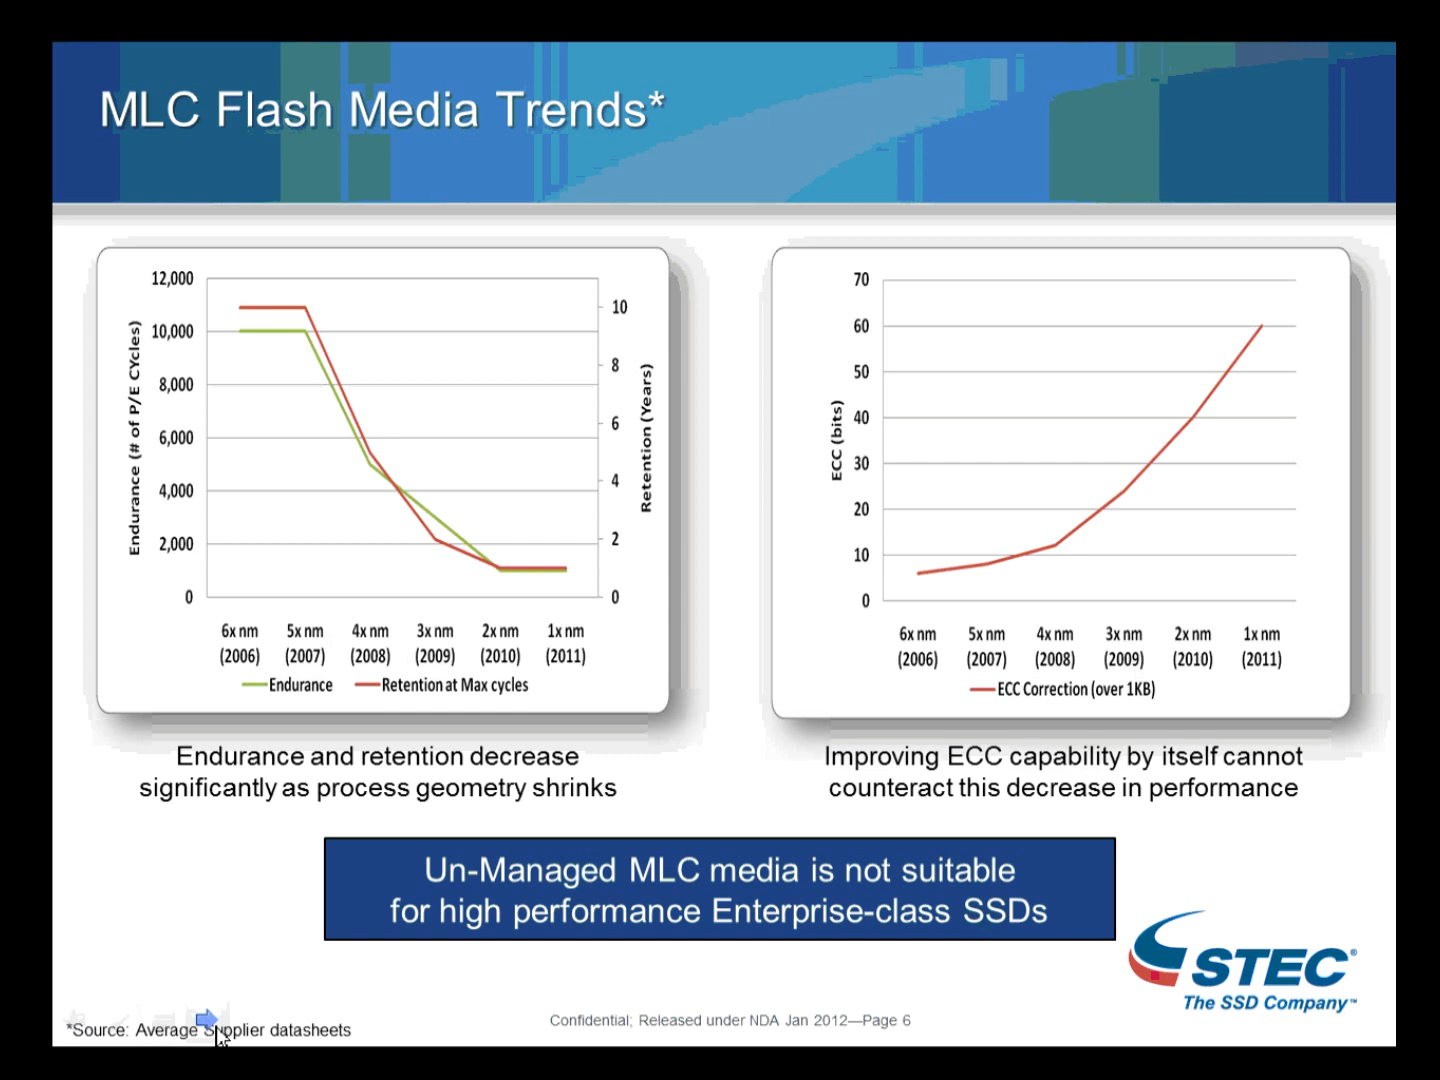 MLC Flash Media Trends*
12,000
10,000
8,000
6,000
4,000
2,000
0
Endurance (# of P/E CYcles)
10
8
6
4
2
0
Retention (Years)
6x nm 5x nm 4x nm 3x nm 2x nm 1x nm
(2006) (2007) (2008) (2009) (2010) (2011)
Endurance Retention at Max cycles
70
60
50
40
30
20
10
0
ECC (bits)
6x nm 5x nm 4x nm 3x nm 2x nm 1x nm
(2006) (2007) (2008) (2009) (2010) (2011)
ECC Correction (over 1KB)
Endurance and retention decrease
significantly as process geometry shrinks
Improving ECC capability by itself cannot
counteract this decrease in performance
Un-Managed MLC media is not suitable
for high performance Enterprise-class SSDs
STEC®
The SSD Company™
Confidential; Released under NDA Jan 2012—Page 6
*Source: Average Supplier datasheets